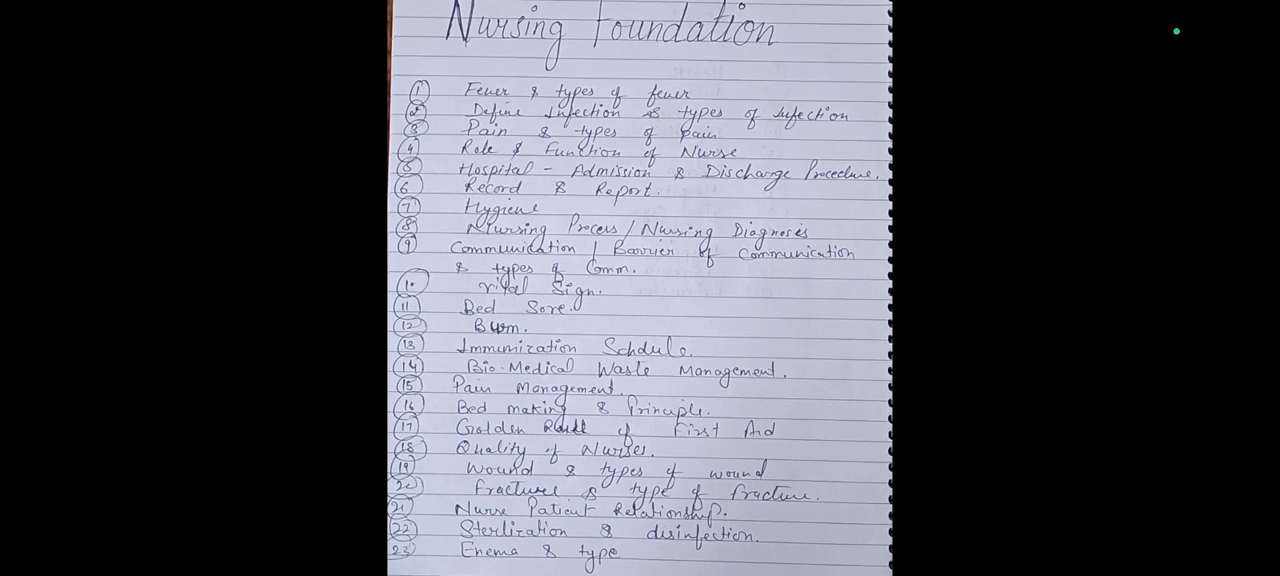 Nursing Foundation
1 Fever & types of fever
2 Define Infection & types of Infection
3 Pain & types of pain
4 Role & Function of Nurse
5 Hospital - Admission & Discharge Procedure.
6 Record & Report.
7 Hygiene
8 Nursing Process / Nursing Diagnosis
9 Communication / Barrier of Communication
& types of Comm.
10 Vital Sign.
11 Bed Sore.
12 Burn.
13 Immunization Schdule.
14 Bio-Medical Waste Management.
15 Pain Management.
16 Bed making & Principle.
17 Golden Rule of First Aid
18 Quality of Nurses.
19 Wound & types of wound
20 fracture & type of fracture.
21 Nurse Patient Relationship.
22 Sterlization & disinfection.
23 Enema & type